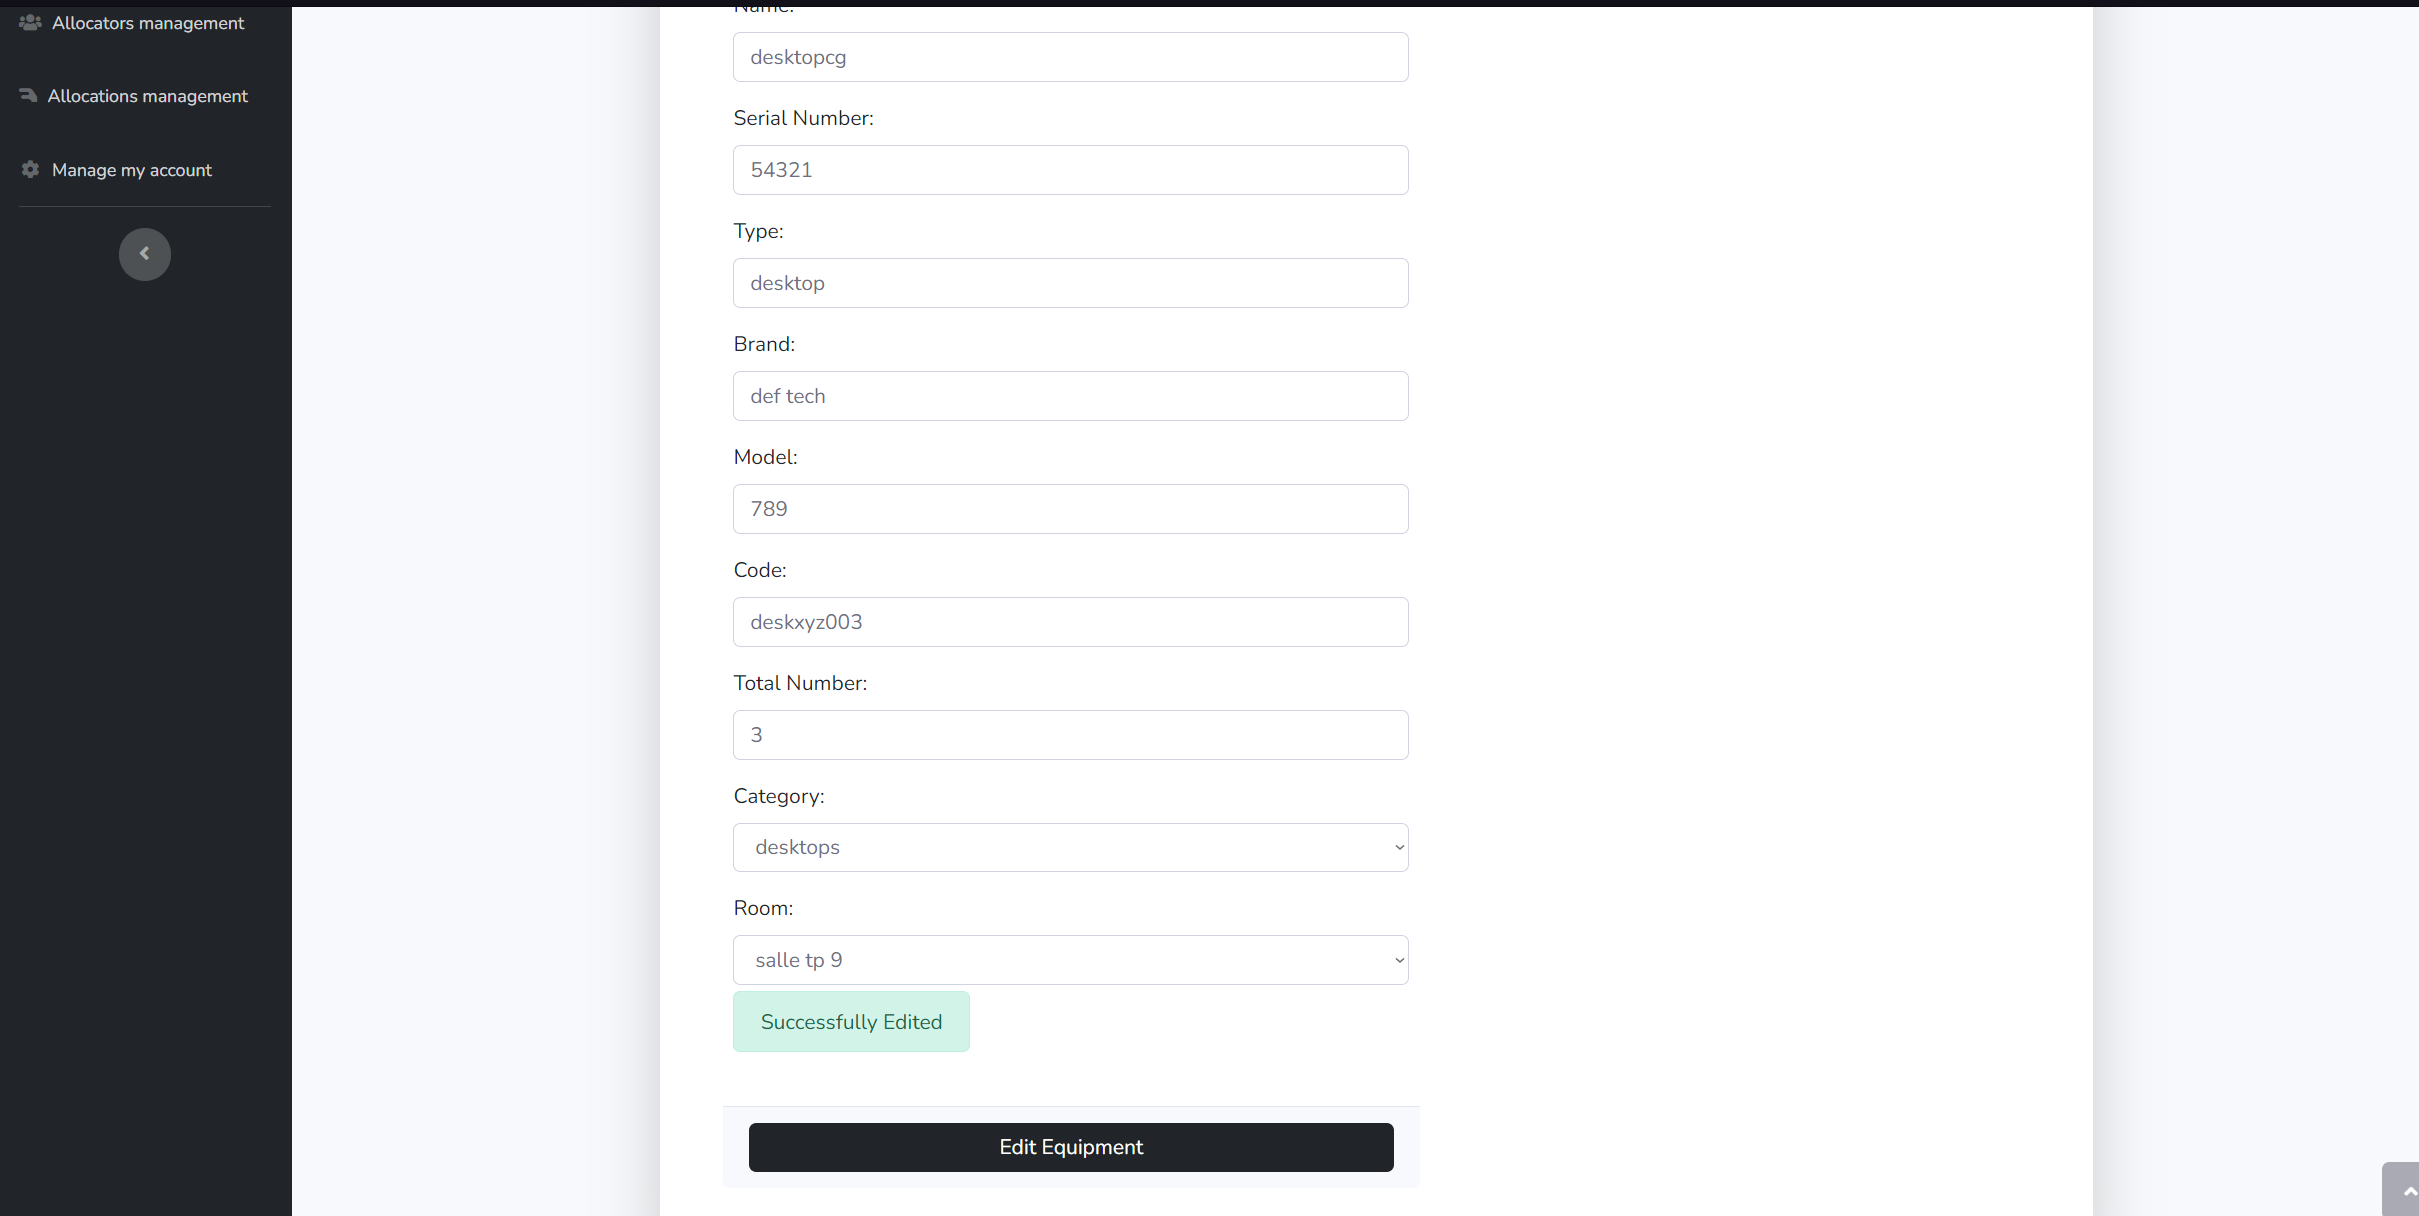 Allocators management
Allocations management
Manage my account
Name:
desktopcg
Serial Number:
54321
Type:
desktop
Brand:
def tech
Model:
789
Code:
deskxyz003
Total Number:
3
Category:
desktops
Room:
salle tp 9
Successfully Edited
Edit Equipment